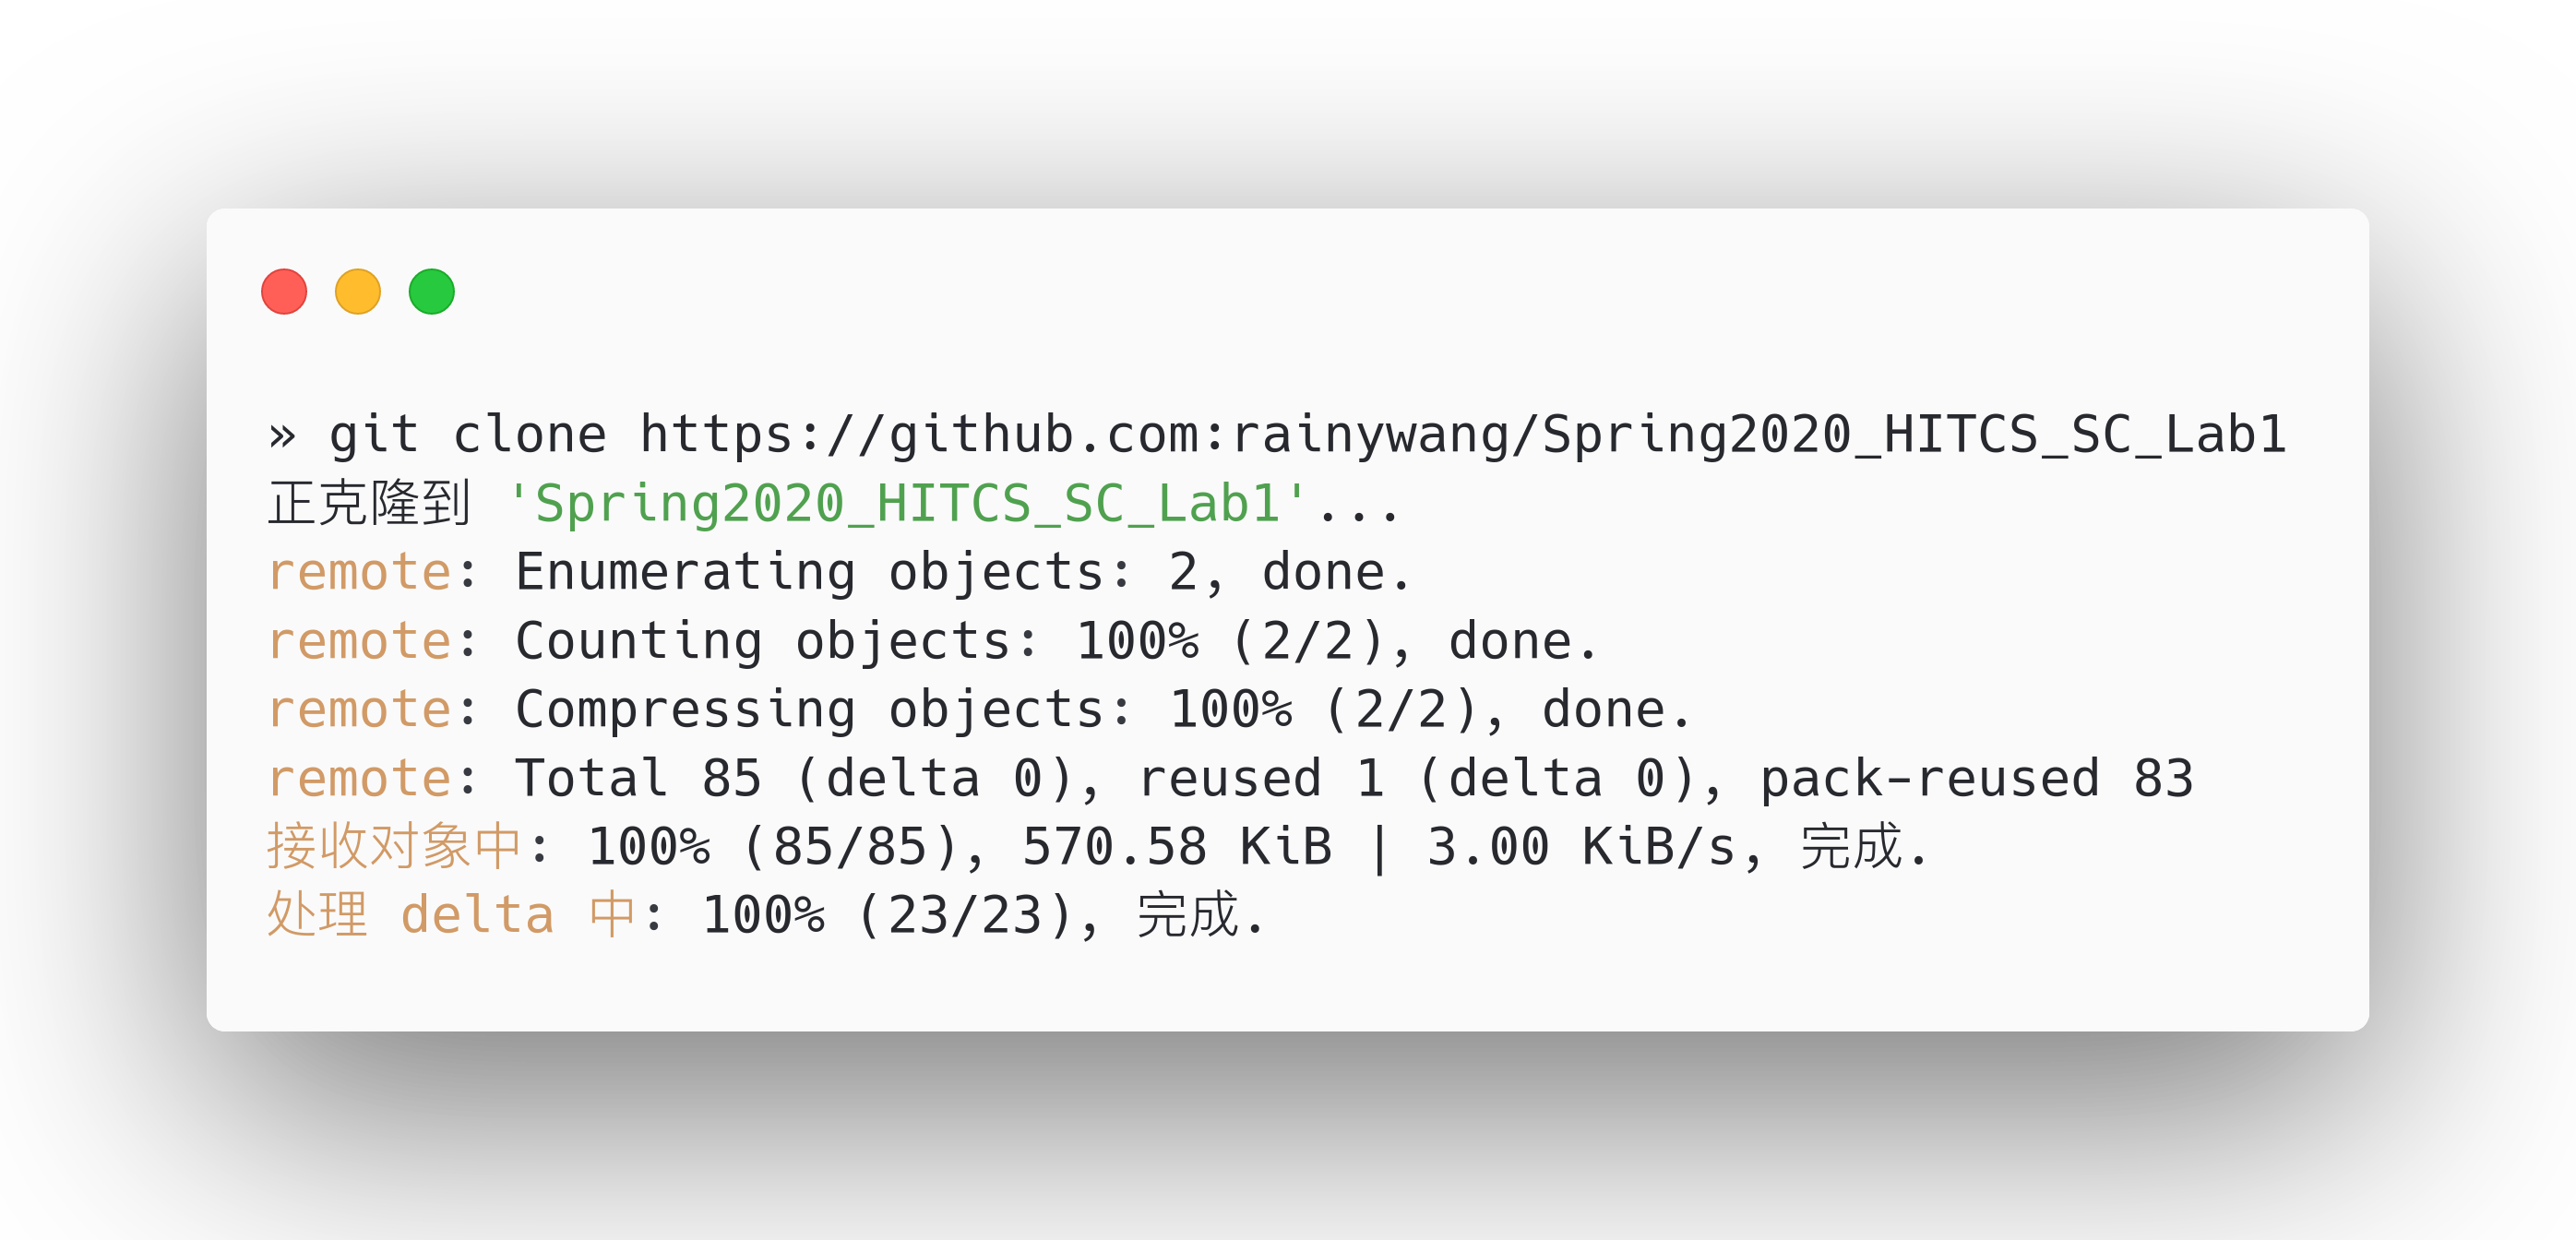 » git clone https://github.com:rainywang/Spring2020_HITCS_SC_Lab1
正克隆到 'Spring2020_HITCS_SC_Lab1'...
remote: Enumerating objects: 2, done.
remote: Counting objects: 100% (2/2), done.
remote: Compressing objects: 100% (2/2), done.
remote: Total 85 (delta 0), reused 1 (delta 0), pack-reused 83
接收对象中: 100% (85/85), 570.58 KiB | 3.00 KiB/s, 完成.
处理 delta 中: 100% (23/23), 完成.